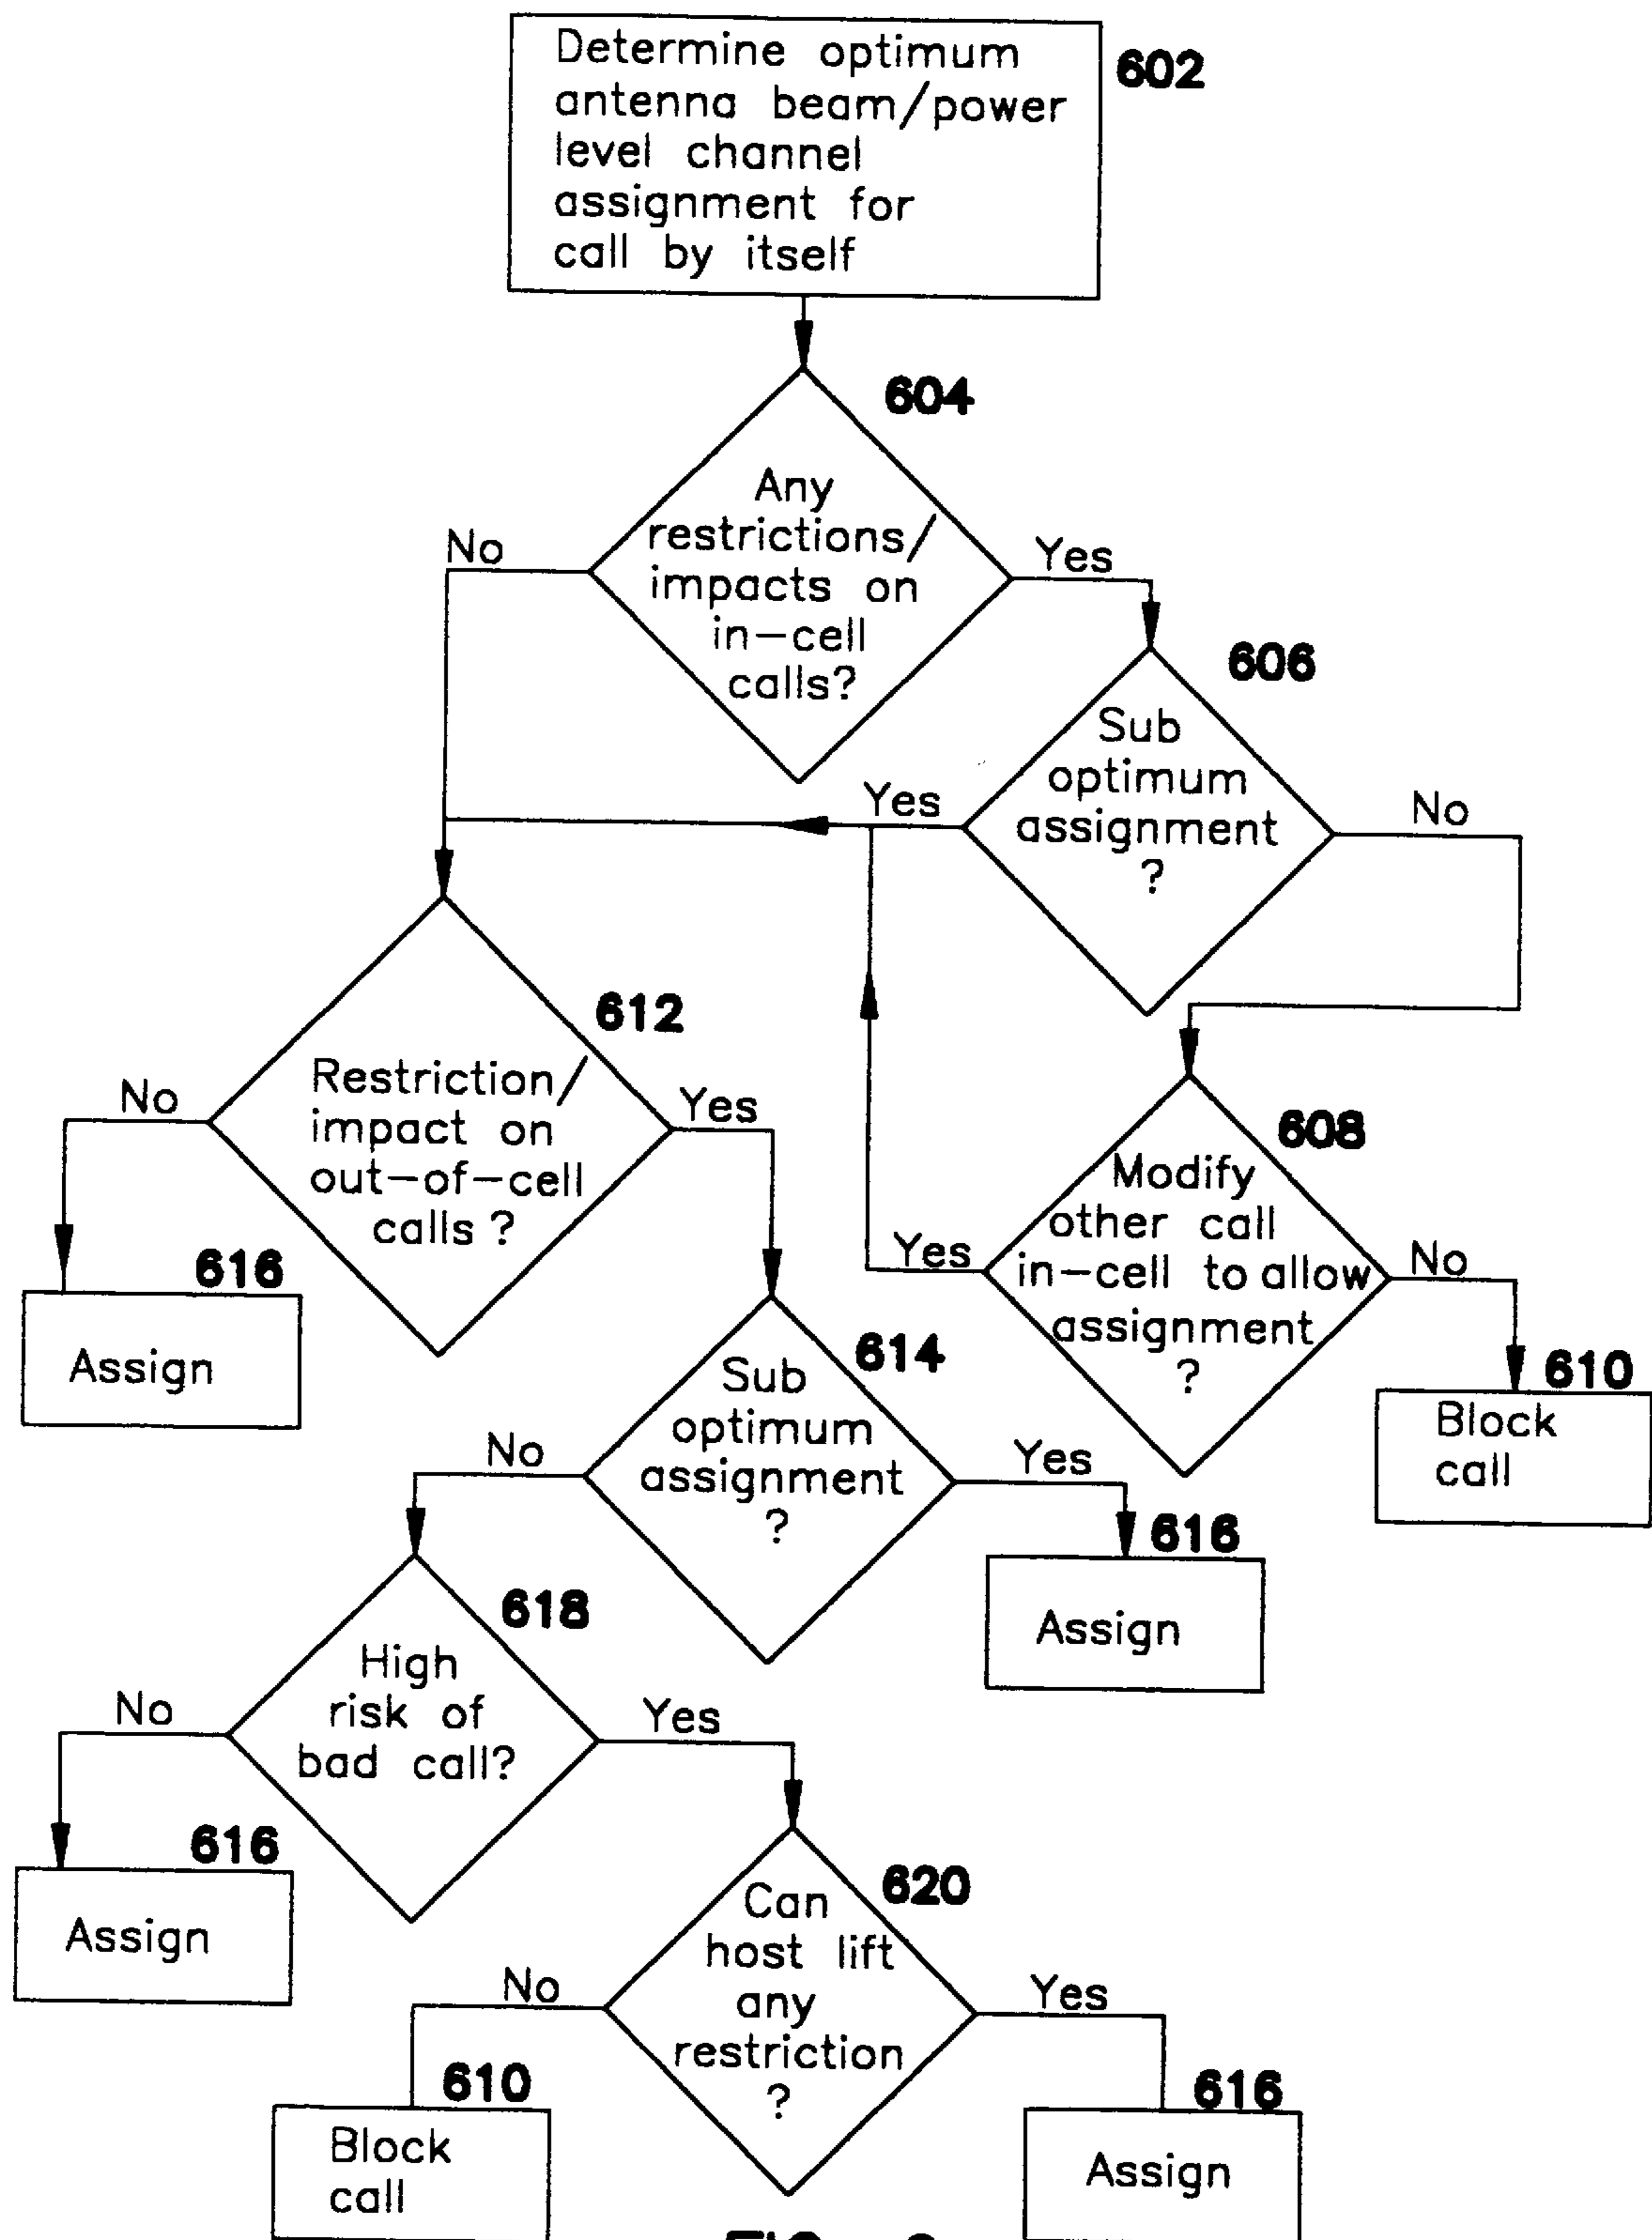 Determine optimum
antenna beam/power
level channel
assignment for
call by itself
602
604
Any
restrictions/
impacts on
in-cell
calls?
No
Yes
606
Sub
optimum
assignment
?
Yes
No
612
Restriction/
impact on
out-of-cell
calls ?
No
Yes
608
Modify
other call
in-cell to allow
assignment
?
Yes
No
616
Assign
610
Block
call
614
Sub
optimum
assignment
?
No
Yes
616
Assign
618
High
risk of
bad call?
No
Yes
616
Assign
620
Can
host lift
any
restriction
?
No
Yes
610
Block
call
616
Assign